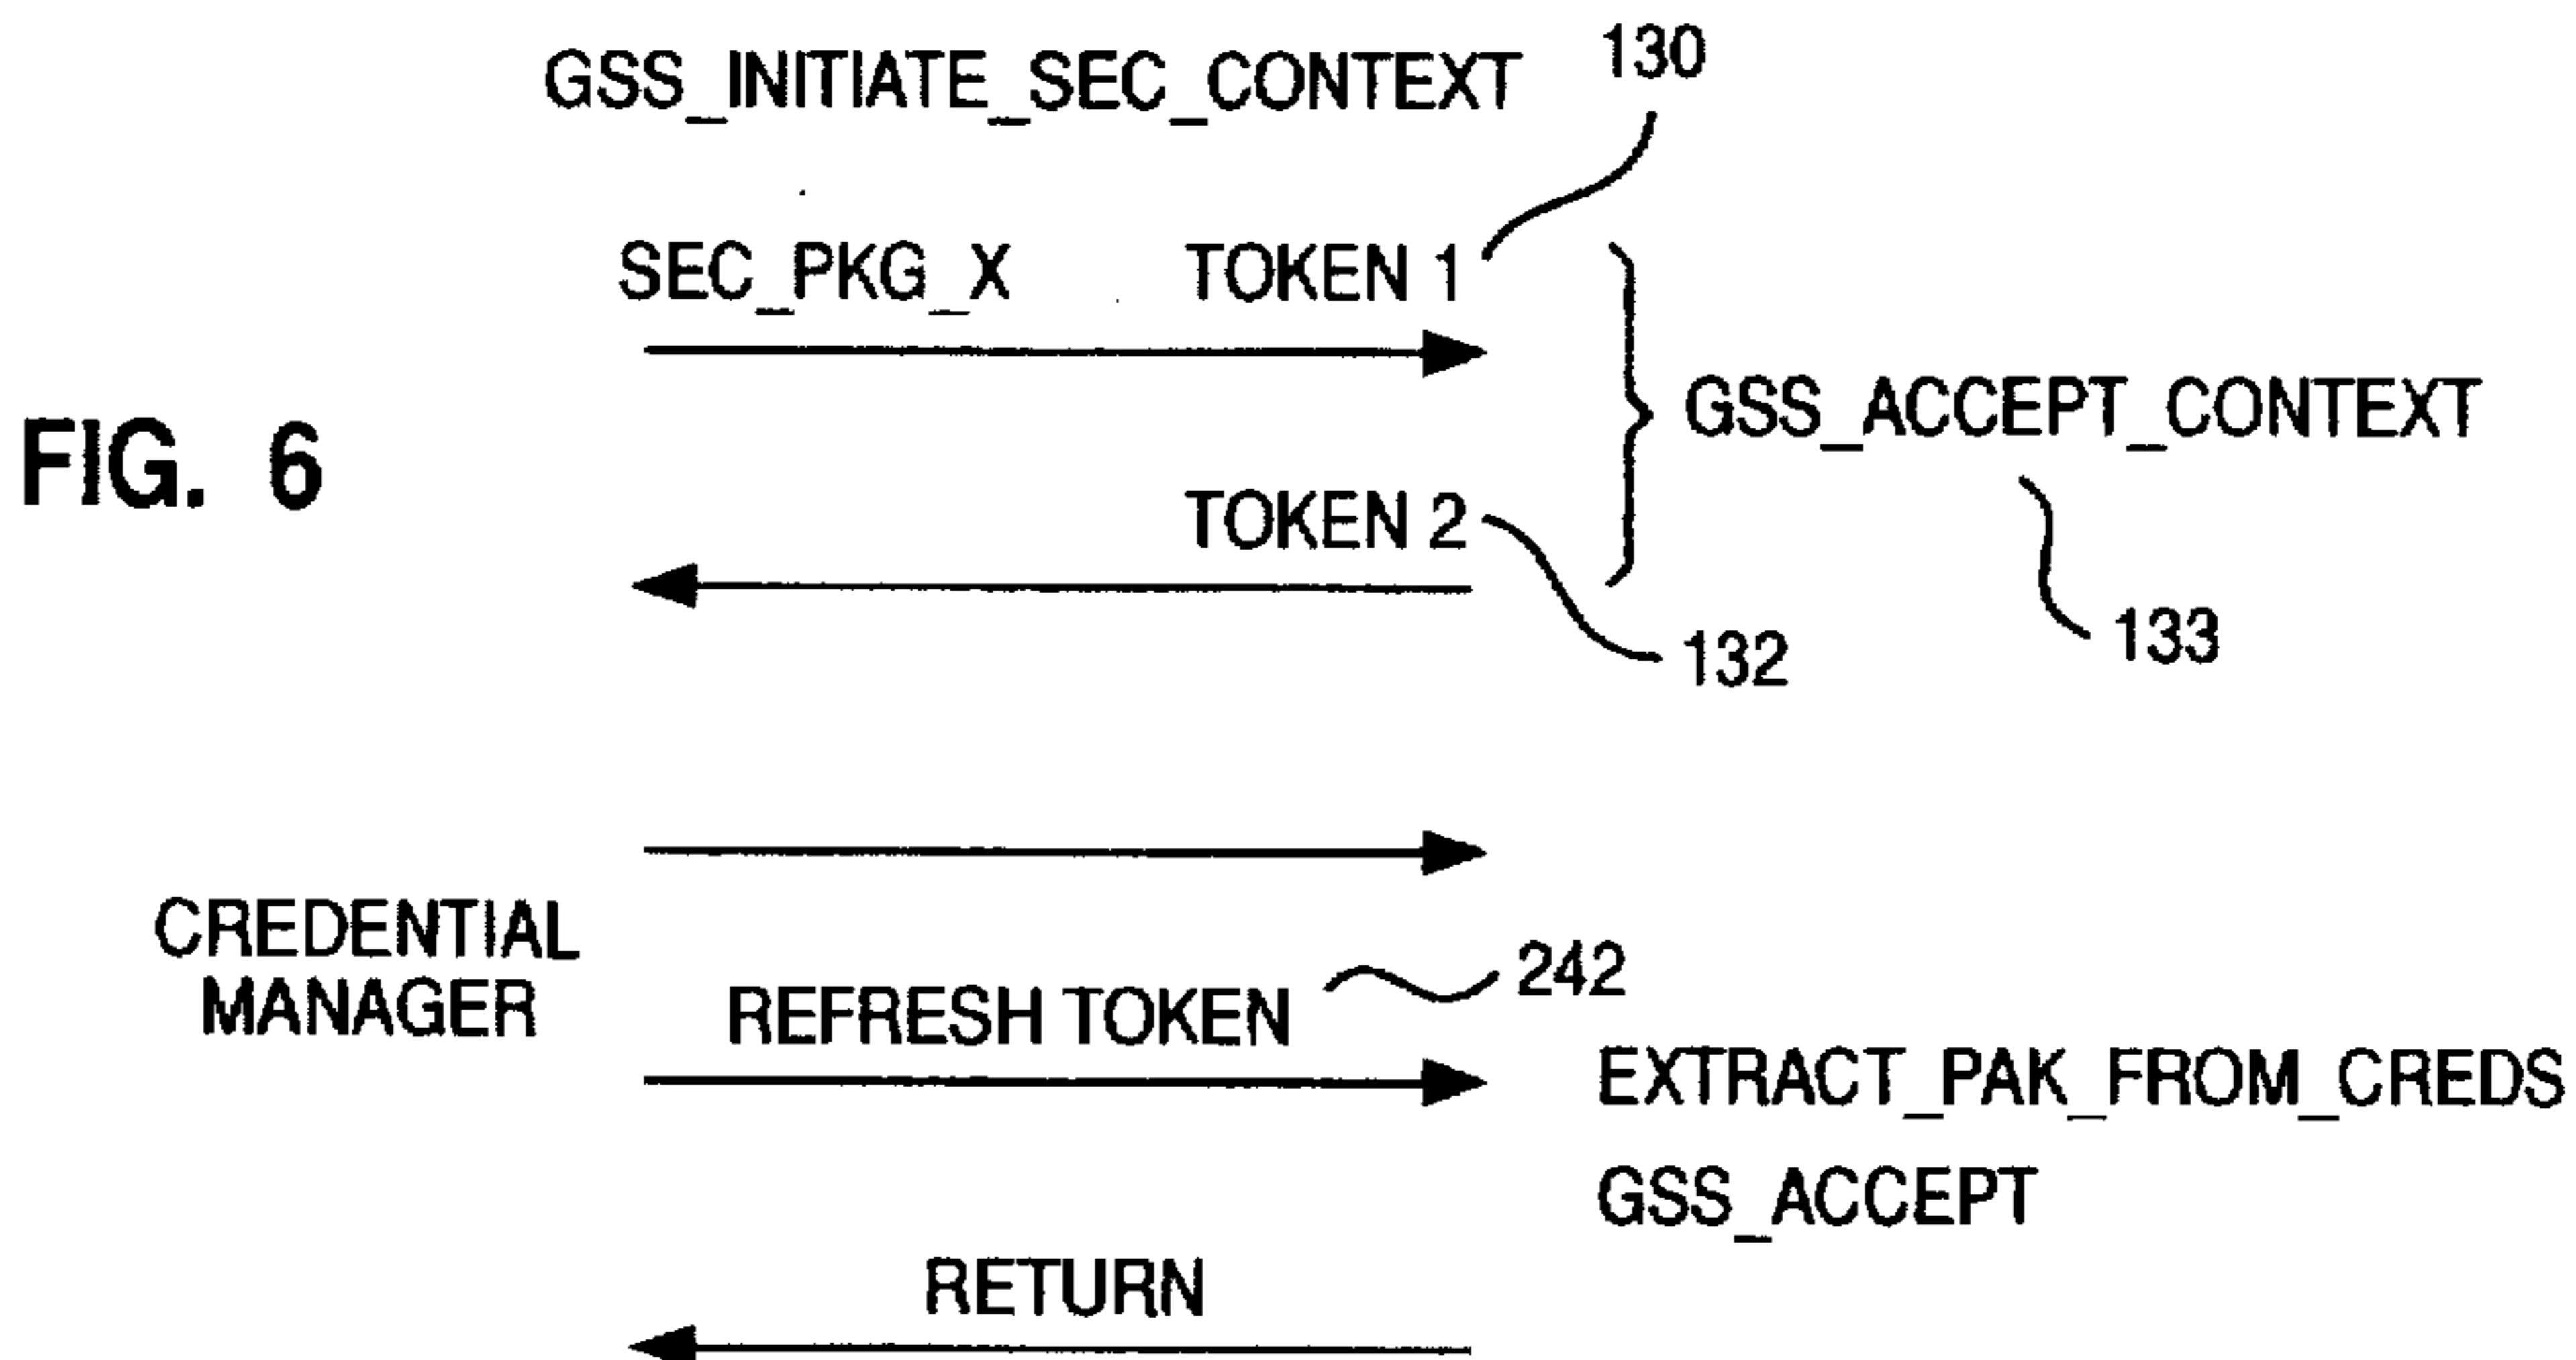 GSS_INITIATE_SEC_CONTEXT
130
SEC_PKG_X TOKEN 1
GSS_ACCEPT_CONTEXT
FIG. 6
TOKEN 2
133
132
CREDENTIAL
MANAGER
242
REFRESH TOKEN
EXTRACT_PAK_FROM_CREDS
GSS_ACCEPT
RETURN